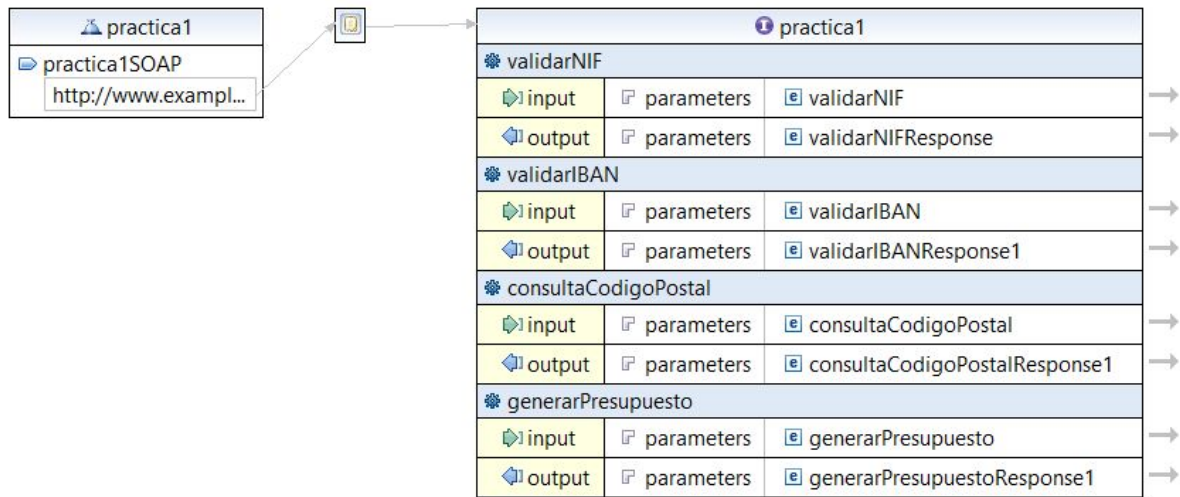 practica1
practica1SOAP
http://www.exampl...
practica1
validarNIF
input parameters validarNIF
output parameters validarNIFResponse
validarIBAN
input parameters validarIBAN
output parameters validarIBANResponse1
consultaCodigoPostal
input parameters consultaCodigoPostal
output parameters consultaCodigoPostalResponse1
generarPresupuesto
input parameters generarPresupuesto
output parameters generarPresupuestoResponse1